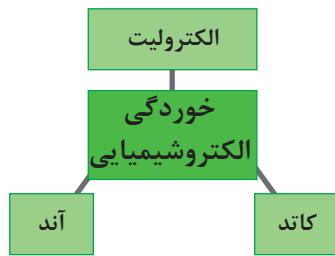 الکترولیت
خوردگی
الکتروشیمیایی
کاتد
آند